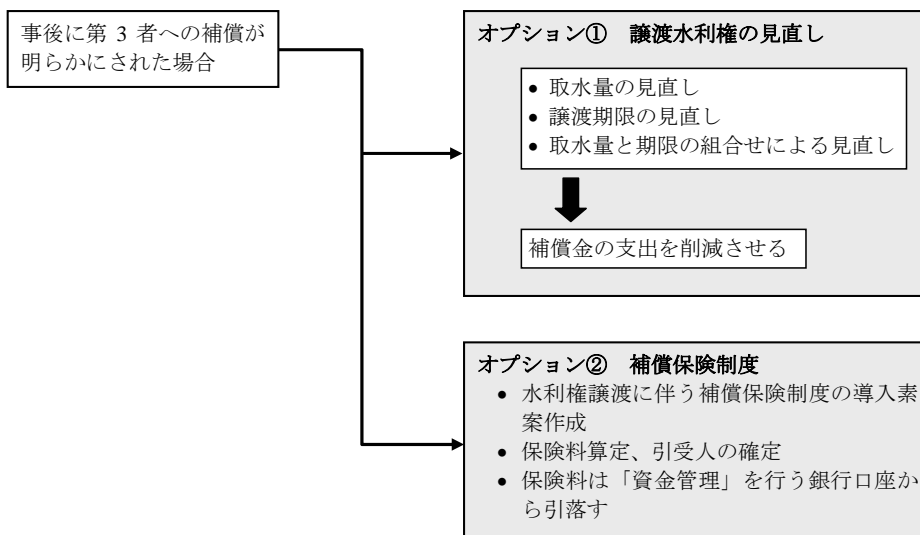 事後に第 3 者への補償が
明らかにされた場合
オプション①　譲渡水利権の見直し
• 取水量の見直し
• 譲渡期限の見直し
• 取水量と期限の組合せによる見直し
補償金の支出を削減させる
オプション②　補償保険制度
• 水利権譲渡に伴う補償保険制度の導入素
案作成
• 保険料算定、引受人の確定
• 保険料は「資金管理」を行う銀行口座か
ら引落す